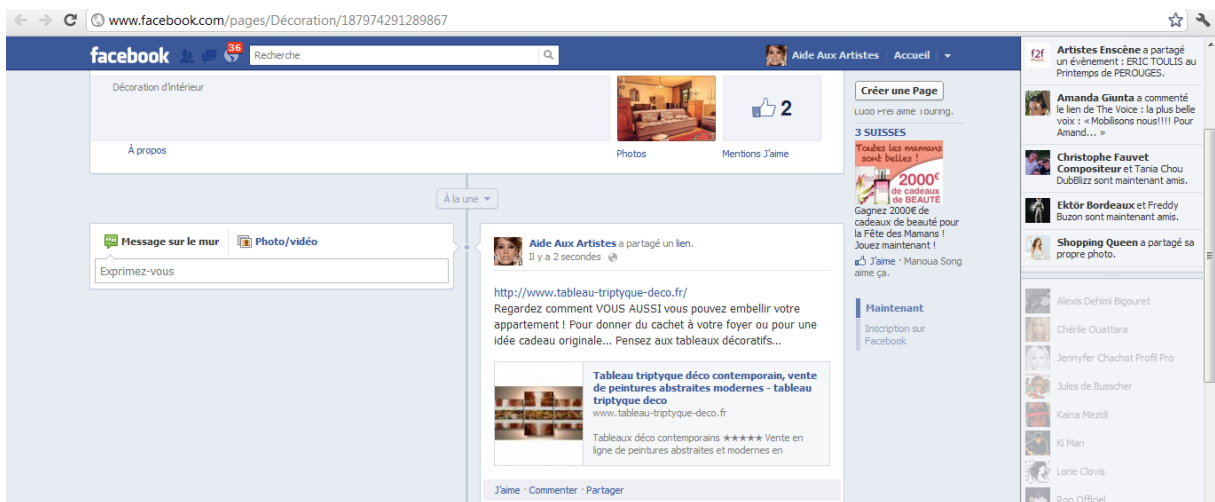 www.facebook.com/pages/Décoration/187974291289867
facebook
36
Recherche
Aide Aux Artistes
Accueil
Décoration d'intérieur
À propos
Photos
2
Mentions J'aime
À la une
Message sur le mur
Photo/vidéo
Exprimez-vous
Aide Aux Artistes a partagé un lien.
Il y a 2 secondes
http://www.tableau-triptyque-deco.fr/
Regardez comment VOUS AUSSI vous pouvez embellir votre
appartement ! Pour donner du cachet à votre foyer ou pour une
idée cadeau originale... Pensez aux tableaux décoratifs...
Tableau triptyque déco contemporain, vente
de peintures abstraites modernes - tableau
triptyque deco
www.tableau-triptyque-deco.fr
Tableaux déco contemporains ★★★★★ Vente en
ligne de peintures abstraites et modernes en
J'aime · Commenter · Partager
Créer une Page
aime Touring.
3 SUISSES
Toutes les mamans
sont belles !
2000€
de cadeaux
de BEAUTÉ
Gagnez 2000€ de
cadeaux de beauté pour
la Fête des Mamans !
Jouez maintenant !
J'aime · Manoua Song
aime ça.
Maintenant
Inscription sur
Facebook
f2f
Artistes Enscène a partagé
un évènement : ERIC TOULIS au
Printemps de PEROUGES.
Amanda Giunta a commenté
le lien de The Voice : la plus belle
voix : « Mobilisons nous!!!! Pour
Amand... »
Christophe Fauvet
Compositeur et Tania Chou
DubBlizz sont maintenant amis.
Ektör Bordeaux et Freddy
Buzon sont maintenant amis.
Shopping Queen a partagé sa
propre photo.
Alexis Dehimi Bigouret
Chérile Ouattara
Jennyfer Chachat Profil Pro
Jules de Busscher
Kaina Mezidi
Ki Man
Lorie Clovis
Ron Officiel